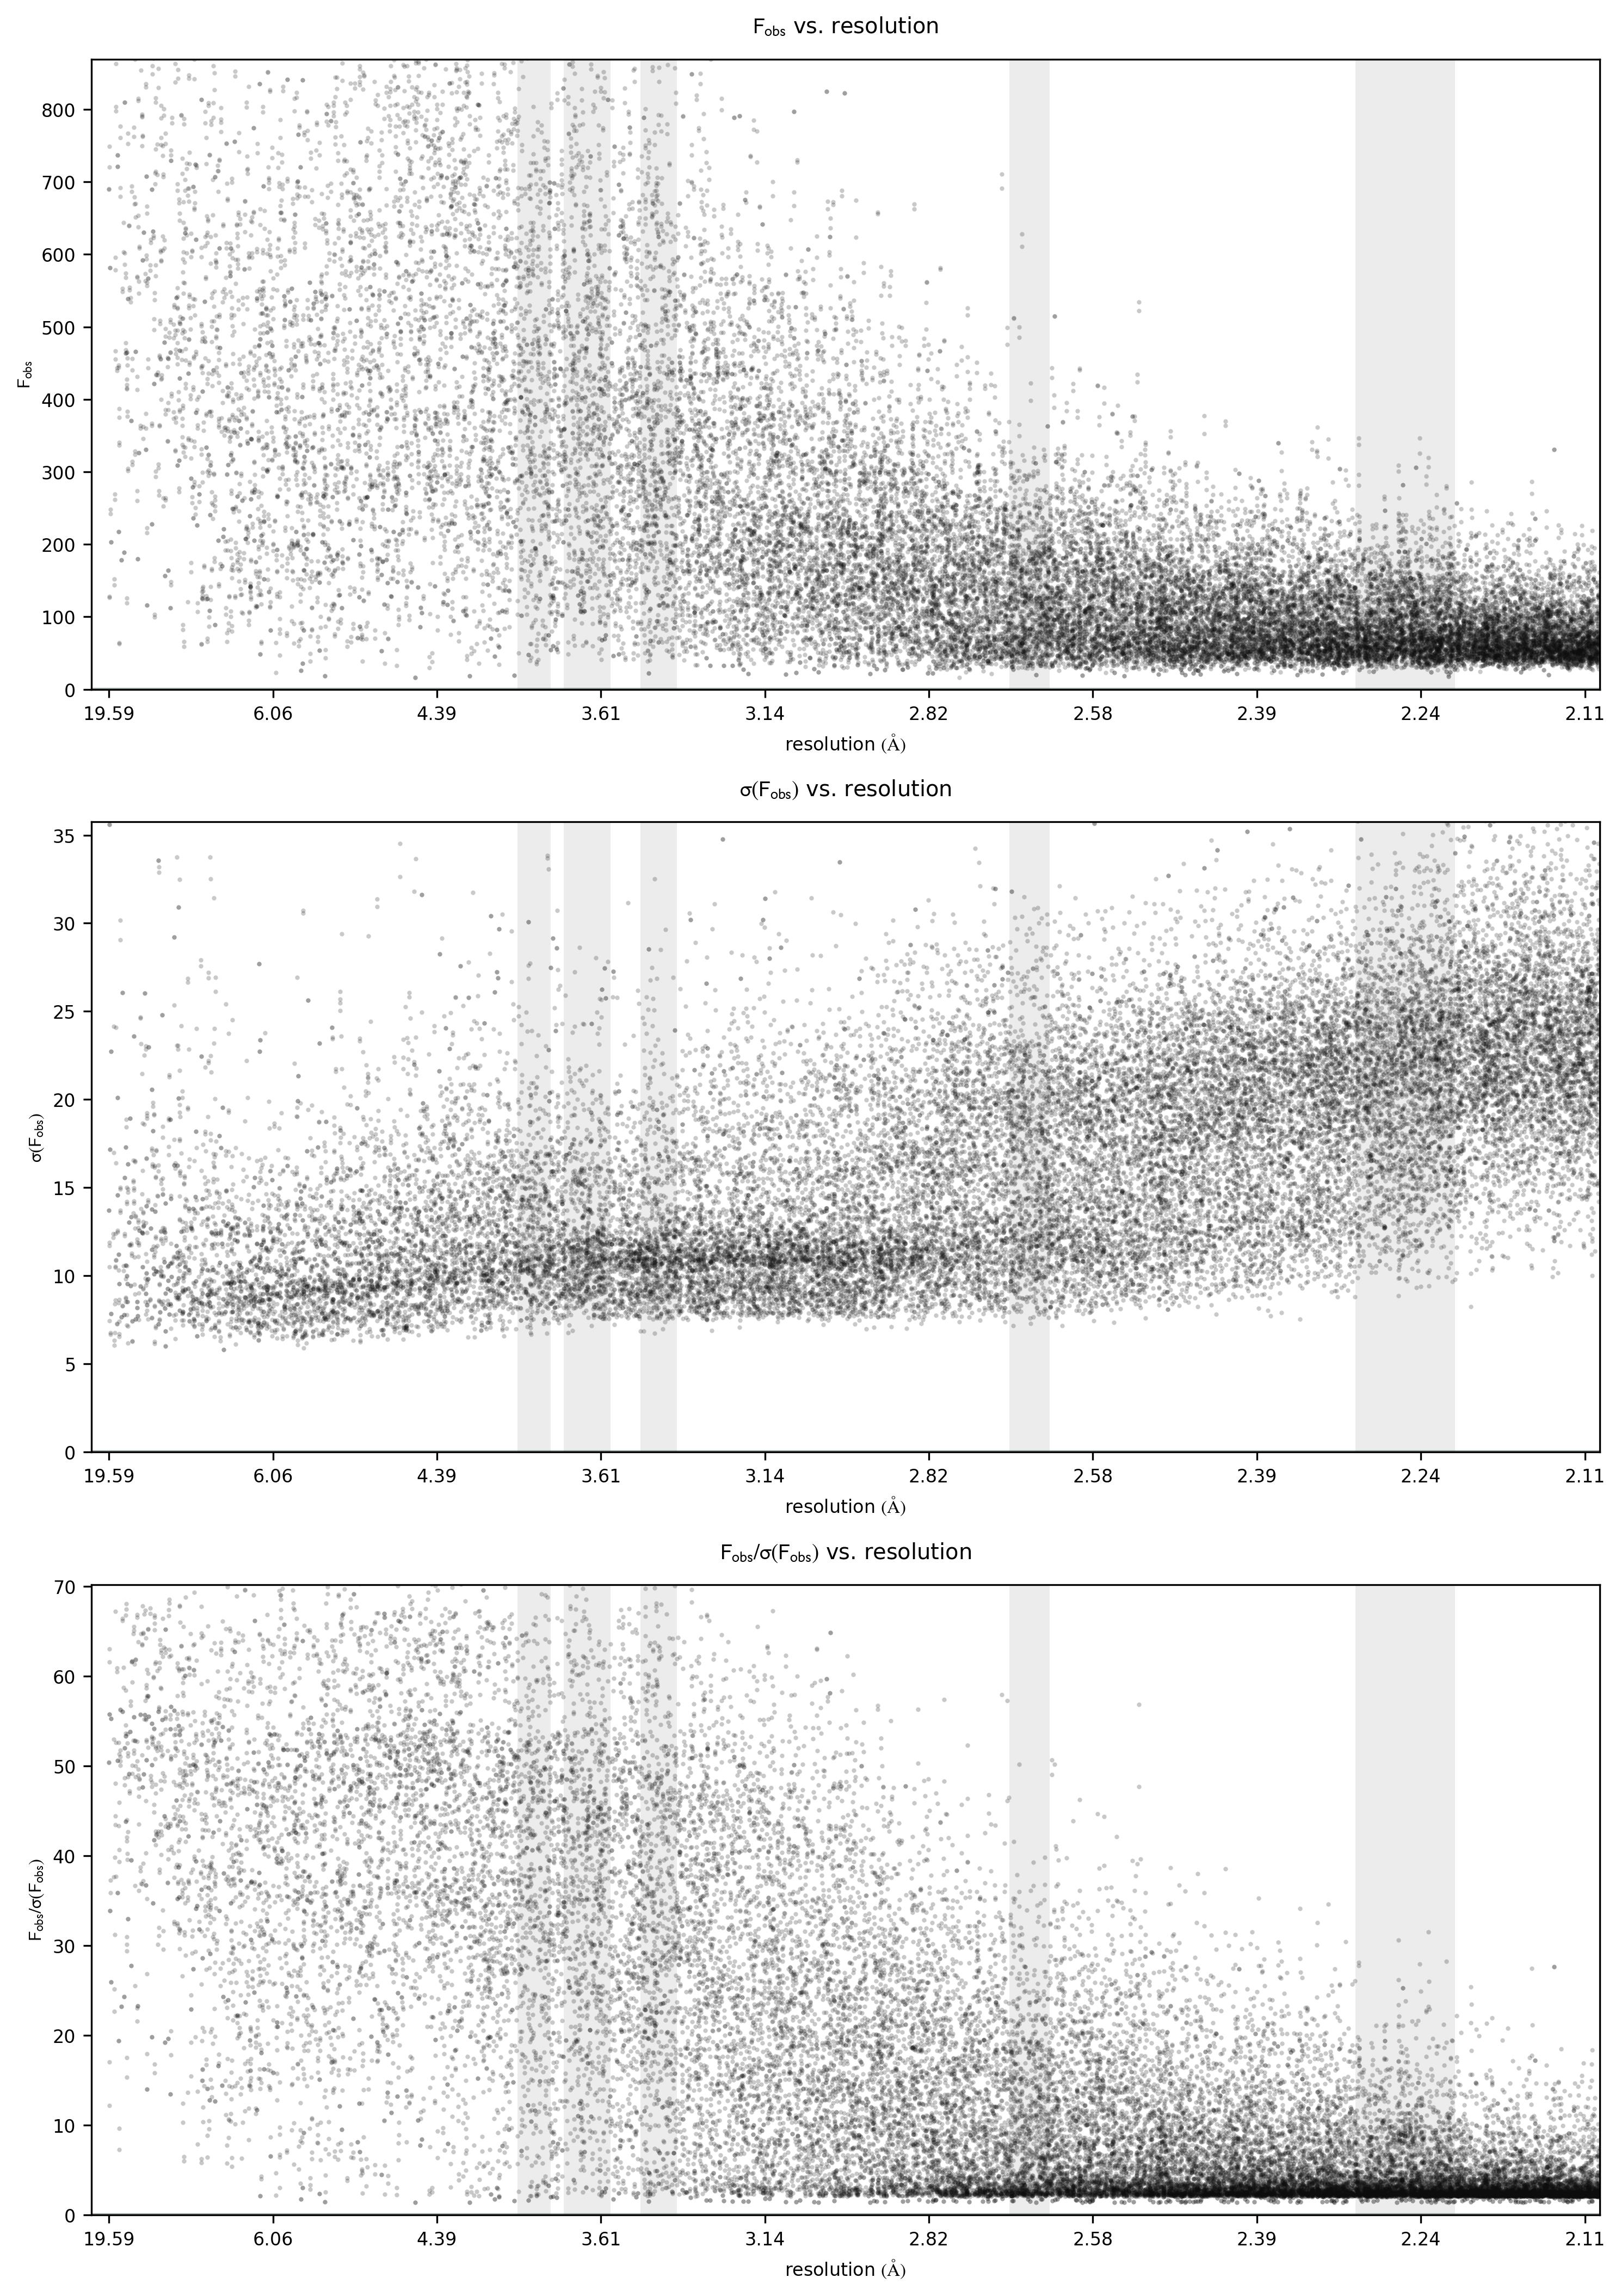 Fobs vs. resolution
800
700
600
500
400
300
200
100
0
Fobs
19.59 6.06 4.39 3.61 3.14 2.82 2.58 2.39 2.24 2.11
resolution (Å)
σ(Fobs) vs. resolution
35
30
25
20
15
10
5
0
σ(Fobs)
19.59 6.06 4.39 3.61 3.14 2.82 2.58 2.39 2.24 2.11
resolution (Å)
Fobs/σ(Fobs) vs. resolution
70
60
50
40
30
20
10
0
Fobs/σ(Fobs)
19.59 6.06 4.39 3.61 3.14 2.82 2.58 2.39 2.24 2.11
resolution (Å)